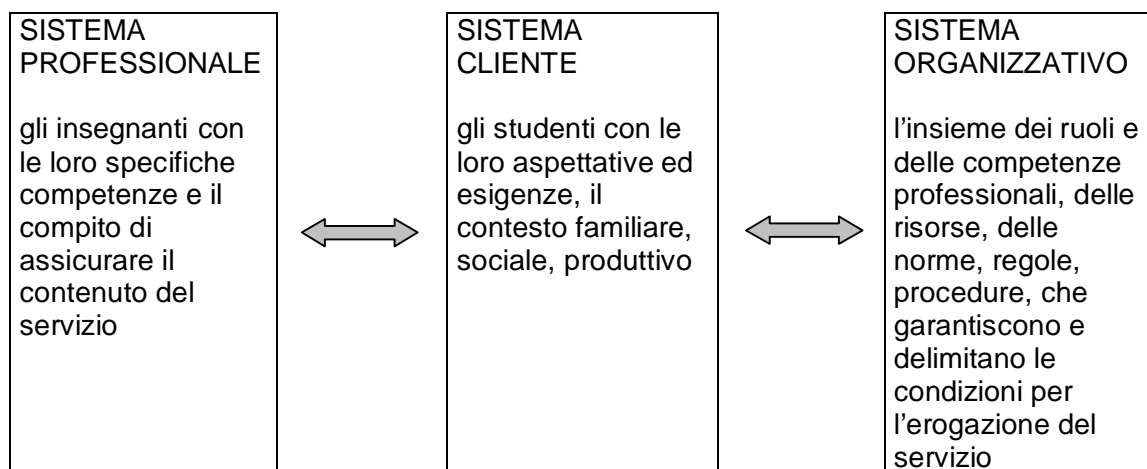 SISTEMA
PROFESSIONALE
gli insegnanti con
le loro specifiche
competenze e il
compito di
assicurare il
contenuto del
servizio
SISTEMA
CLIENTE
gli studenti con le
loro aspettative ed
esigenze, il
contesto familiare,
sociale, produttivo
SISTEMA
ORGANIZZATIVO
l’insieme dei ruoli e
delle competenze
professionali, delle
risorse, delle
norme, regole,
procedure, che
garantiscono e
delimitano le
condizioni per
l’erogazione del
servizio